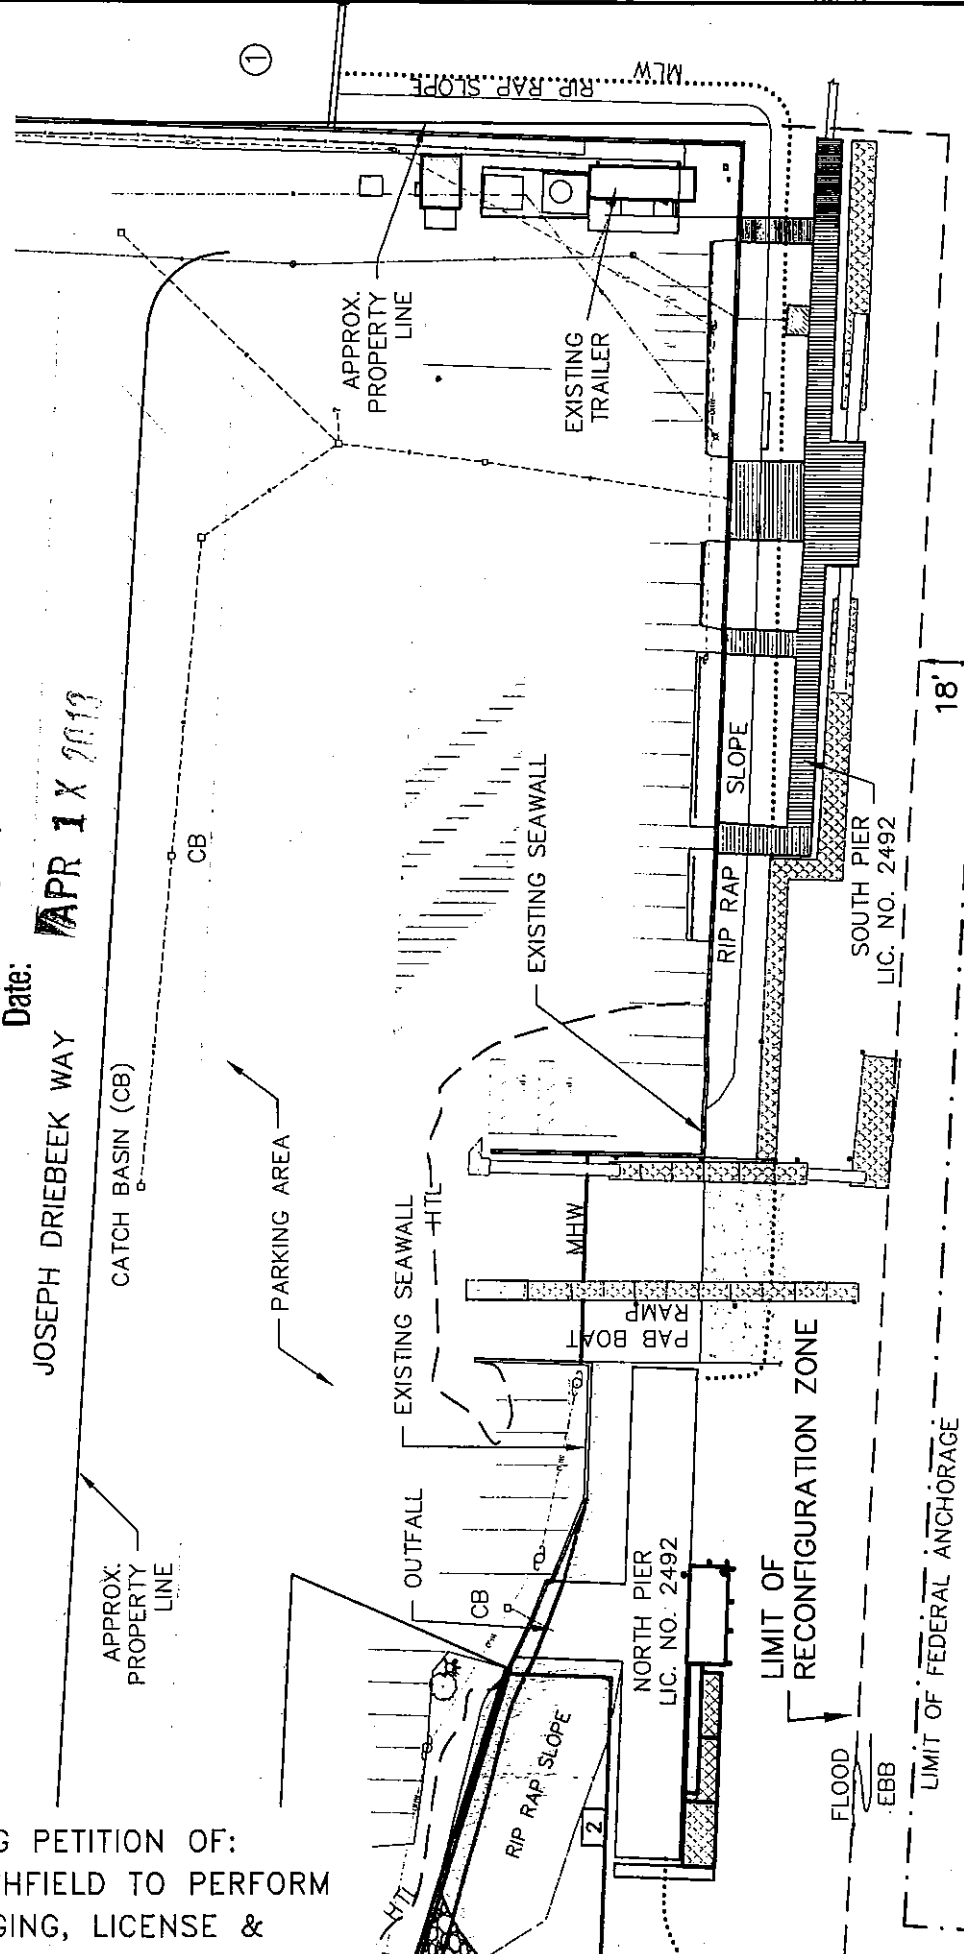 1
RIP RAP SLOPE
MLW
APPROX.
PROPERTY
LINE
EXISTING
TRAILER
Date:
APR 1
JOSEPH DRIEBEEK WAY
CB
CATCH BASIN (CB)
PARKING AREA
EXISTING SEAWALL
RIP RAP
SLOPE
SOUTH PIER
LIC. NO. 2492
18'
EXISTING SEAWALL
HTL
MHW
PAB BOAT
RAMP
APPROX.
PROPERTY
LINE
OUTFALL
CB
NORTH PIER
LIC. NO. 2492
LIMIT OF
RECONFIGURATION ZONE
RIP RAP SLOPE
2
HTL
FLOOD
EBB
LIMIT OF FEDERAL ANCHORAGE
G PETITION OF:
HFIELD TO PERFORM
GING, LICENSE &